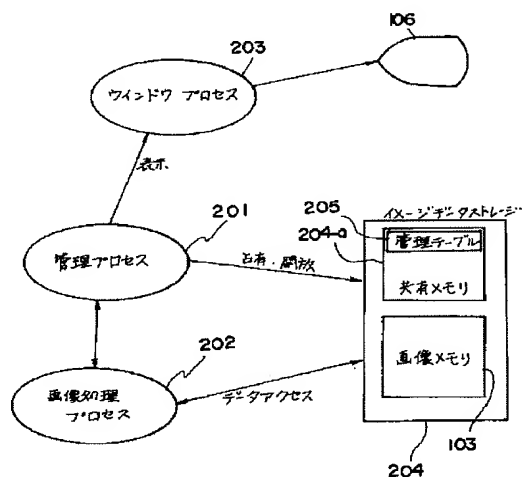 106
203
ウインドウ プロセス
表示
イメージデータストレージ
205
204-a
管理テーブル
共有メモリ
201
管理プロセス
占有・開放
202
画像処理
プロセス
データアクセス
画像メモリ
103
204